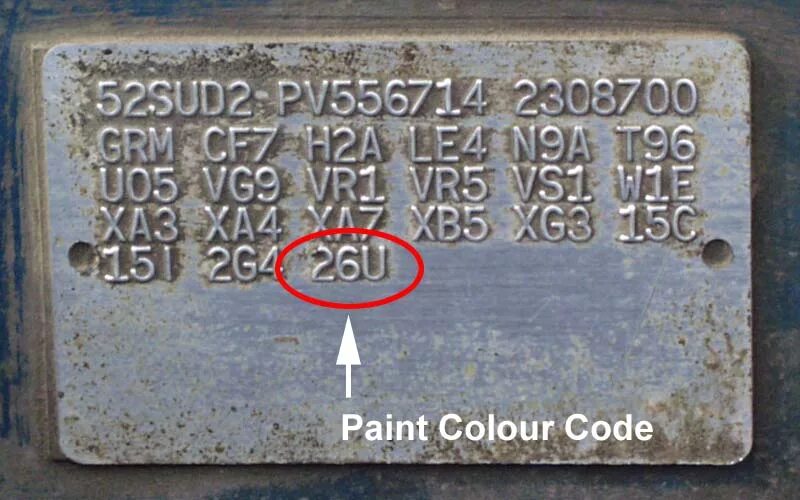 52SUD2 PV556714 2308700
GRM CF7 H2A LE4 N9A T96
U05 VG9 VR1 VR5 VS1 W1E
XA3 XA4 XA7 XB5 XG3 15C
15I 2G4 26U
Paint Colour Code